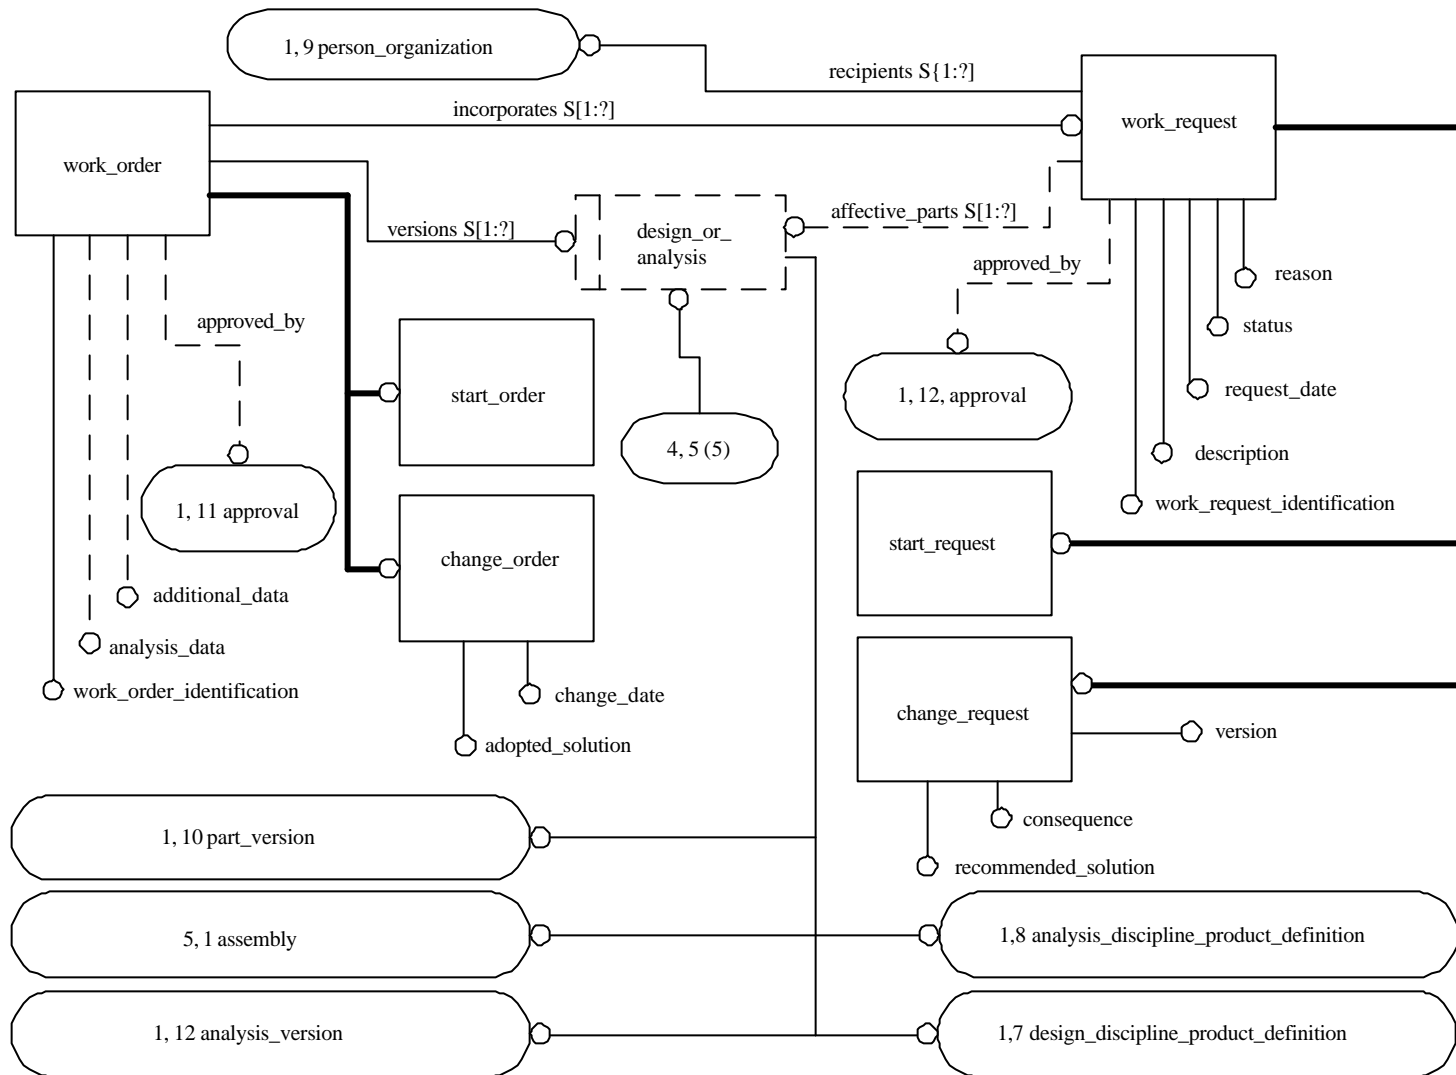 1, 9 person_organization
recipients S{1:?]
incorporates S[1:?]
work_request
work_order
affective_parts S[1:?]
versions S[1:?]
design_or_
analysis
approved_by
reason
approved_by
status
1, 12, approval
request_date
start_order
4, 5 (5)
description
1, 11 approval
work_request_identification
start_request
change_order
additional_data
analysis_data
work_order_identification
change_date
change_request
version
adopted_solution
consequence
1, 10 part_version
recommended_solution
5, 1 assembly
1,8 analysis_discipline_product_definition
1, 12 analysis_version
1,7 design_discipline_product_definition